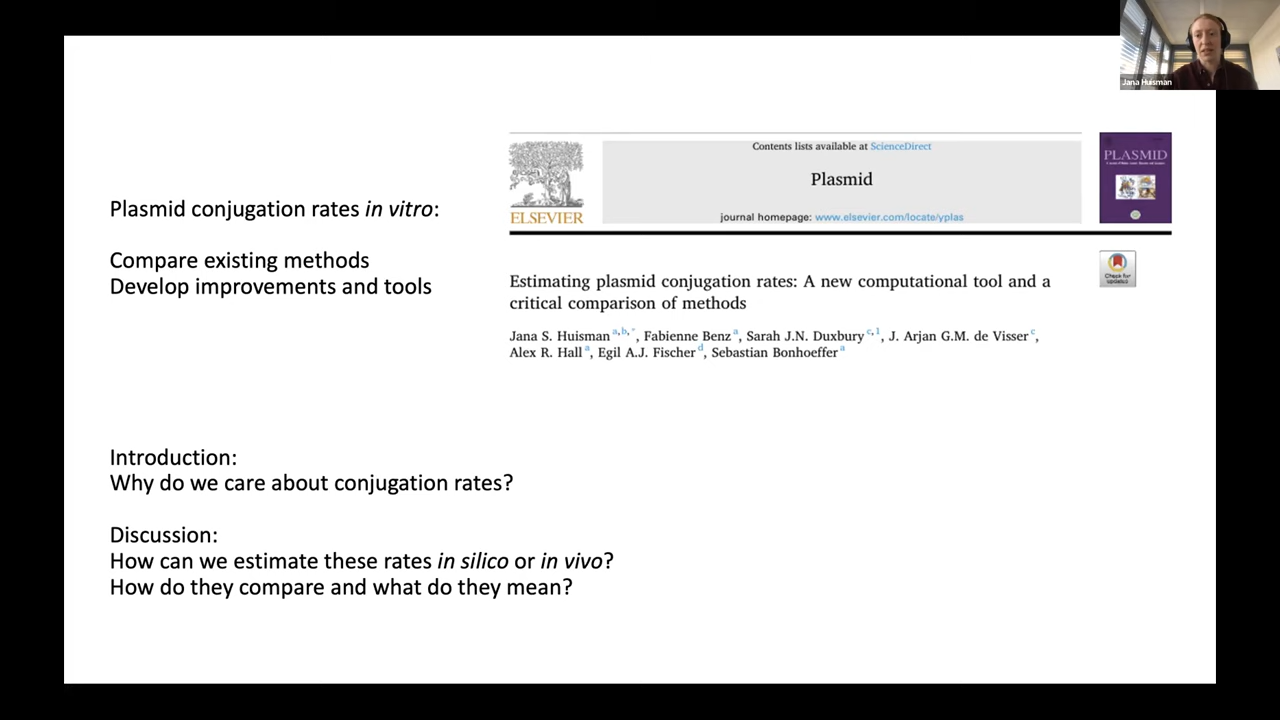 Jana Huisman
Plasmid conjugation rates in vitro:
Compare existing methods
Develop improvements and tools
ELSEVIER
Contents lists available at ScienceDirect
Plasmid
journal homepage: www.elsevier.com/locate/yplas
PLASMID
Check for
updates
Estimating plasmid conjugation rates: A new computational tool and a
critical comparison of methods
Jana S. Huisman a,b,*, Fabienne Benz a, Sarah J.N. Duxbury c,1, J. Arjan G.M. de Visser c,
Alex R. Hall a, Egil A.J. Fischer d, Sebastian Bonhoeffer a
Introduction:
Why do we care about conjugation rates?
Discussion:
How can we estimate these rates in silico or in vivo?
How do they compare and what do they mean?